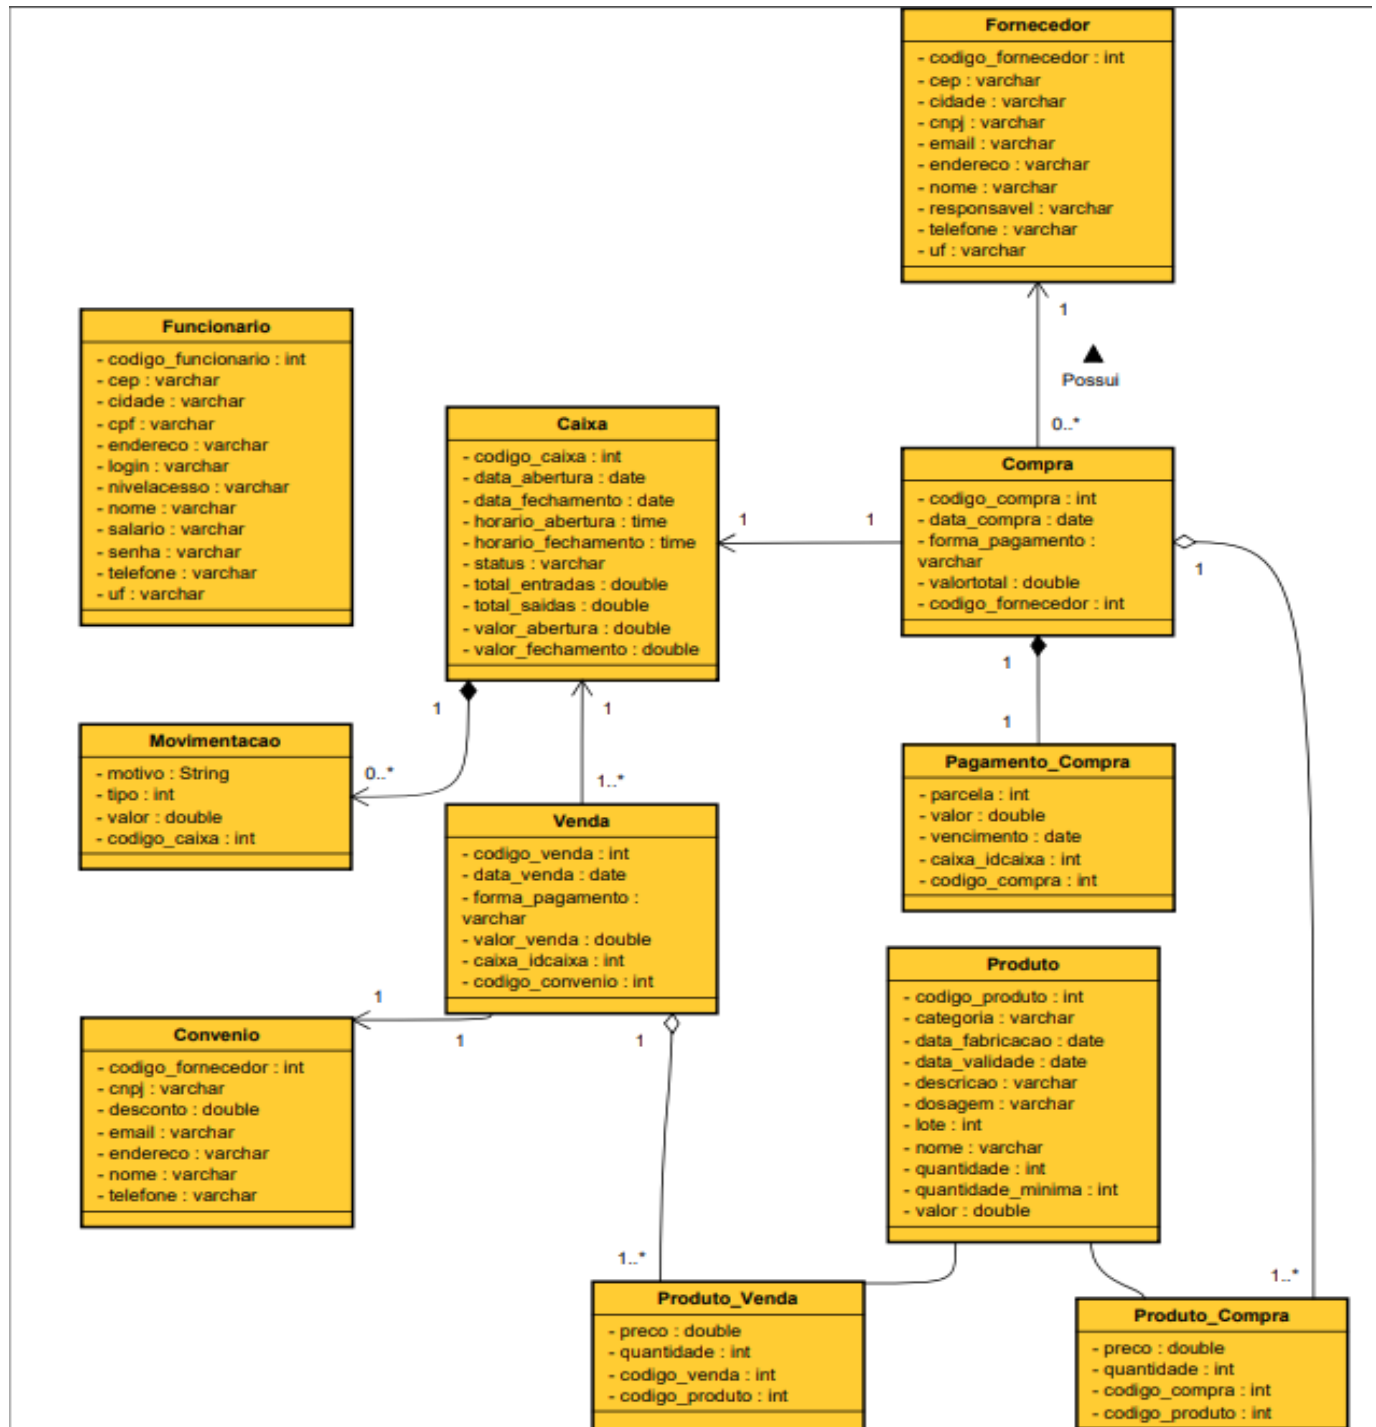 Fornecedor
- codigo_fornecedor : int
- cep : varchar
- cidade : varchar
- cnpj : varchar
- email : varchar
- endereco : varchar
- nome : varchar
- responsavel : varchar
- telefone : varchar
- uf : varchar
1
Possui
0..*
Funcionario
- codigo_funcionario : int
- cep : varchar
- cidade : varchar
- cpf : varchar
- endereco : varchar
- login : varchar
- nivelacesso : varchar
- nome : varchar
- salario : varchar
- senha : varchar
- telefone : varchar
- uf : varchar
Caixa
- codigo_caixa : int
- data_abertura : date
- data_fechamento : date
- horario_abertura : time
- horario_fechamento : time
- status : varchar
- total_entradas : double
- total_saidas : double
- valor_abertura : double
- valor_fechamento : double
1
1
Compra
- codigo_compra : int
- data_compra : date
- forma_pagamento :
varchar
- valortotal : double
- codigo_fornecedor : int
1
1
1
1
1
0..*
1..*
Movimentacao
- motivo : String
- tipo : int
- valor : double
- codigo_caixa : int
Venda
- codigo_venda : int
- data_venda : date
- forma_pagamento :
varchar
- valor_venda : double
- caixa_idcaixa : int
- codigo_convenio : int
Pagamento_Compra
- parcela : int
- valor : double
- vencimento : date
- caixa_idcaixa : int
- codigo_compra : int
1
1
1
Convenio
- codigo_fornecedor : int
- cnpj : varchar
- desconto : double
- email : varchar
- endereco : varchar
- nome : varchar
- telefone : varchar
Produto
- codigo_produto : int
- categoria : varchar
- data_fabricacao : date
- data_validade : date
- descricao : varchar
- dosagem : varchar
- lote : int
- nome : varchar
- quantidade : int
- quantidade_minima : int
- valor : double
1..*
1..*
Produto_Venda
- preco : double
- quantidade : int
- codigo_venda : int
- codigo_produto : int
Produto_Compra
- preco : double
- quantidade : int
- codigo_compra : int
- codigo_produto : int